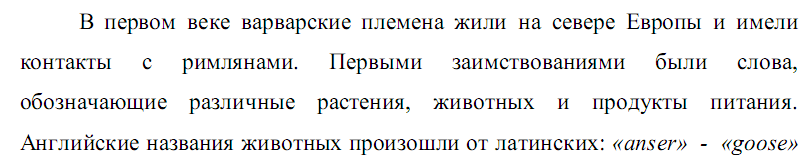 В первом веке варварские племена жили на севере Европы и имели
контакты с римлянами. Первыми заимствованиями были слова,
обозначающие различные растения, животных и продукты питания.
Английские названия животных произошли от латинских: «anser» - «goose»